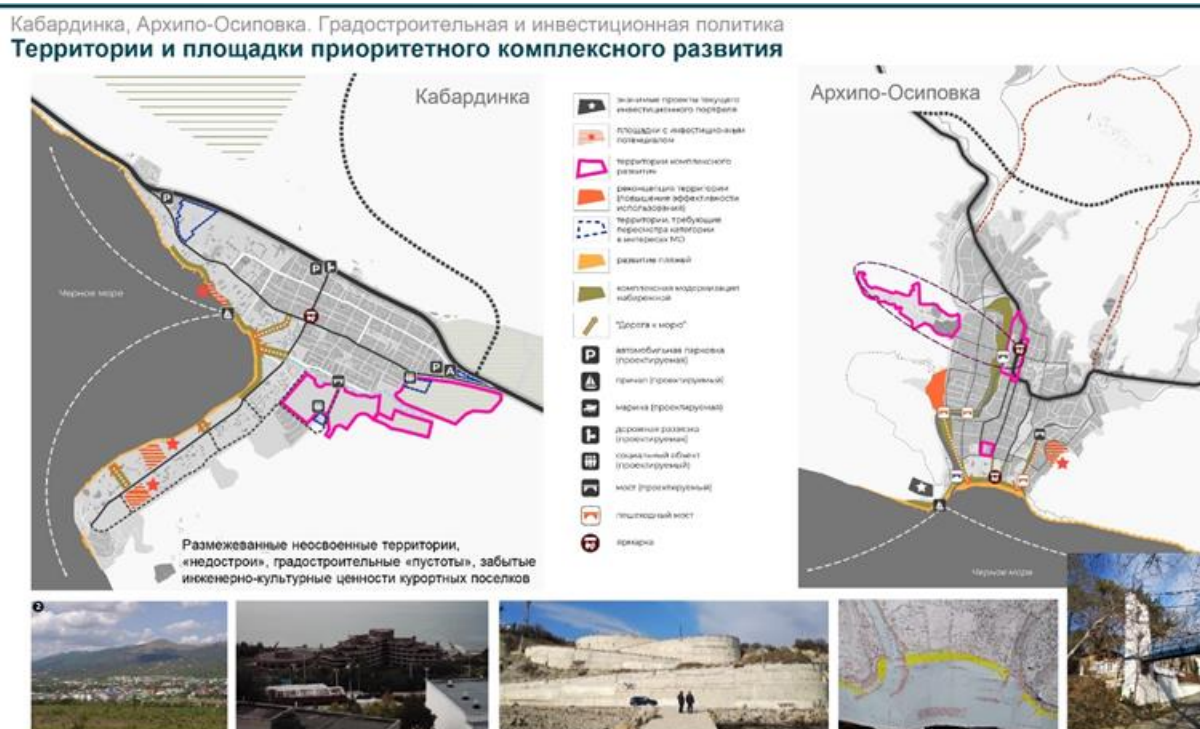 Кабардинка, Архипо-Осиповка. Градостроительная и инвестиционная политика
Территории и площадки приоритетного комплексного развития
Кабардинка
Черное море
P
P
P A
Размежеванные неосвоенные территории,
«недострои», градостроительные «пустоты», забытые
инженерно-культурные ценности курортных поселков
значимые проекты текущего
инвестиционного портфеля
площадки с инвестиционным
потенциалом
территории комплексного
развития
реконцепция территории
(повышение эффективности
использования)
территории, требующие
пересмотра категории
в интересах МО
развитие пляжей
комплексная модернизация
набережной
"Дорога к морю"
P
автомобильная парковка
(проектируемая)
причал (проектируемый)
марина (проектируемая)
дорожная развязка
(проектируемая)
социальный объект
(проектируемый)
мост (проектируемый)
пешеходный мост
ярмарка
Архипо-Осиповка
Черное море
2